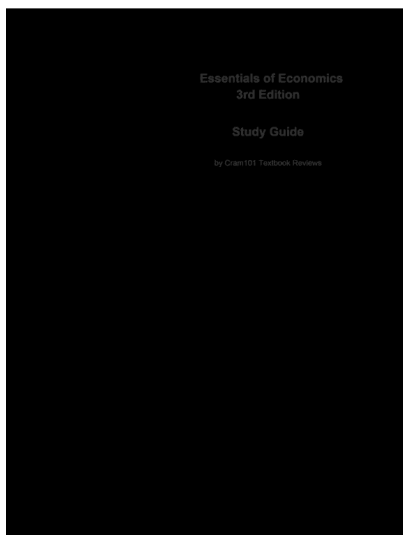 Essentials of Economics
3rd Edition
Study Guide
by Cram101 Textbook Reviews